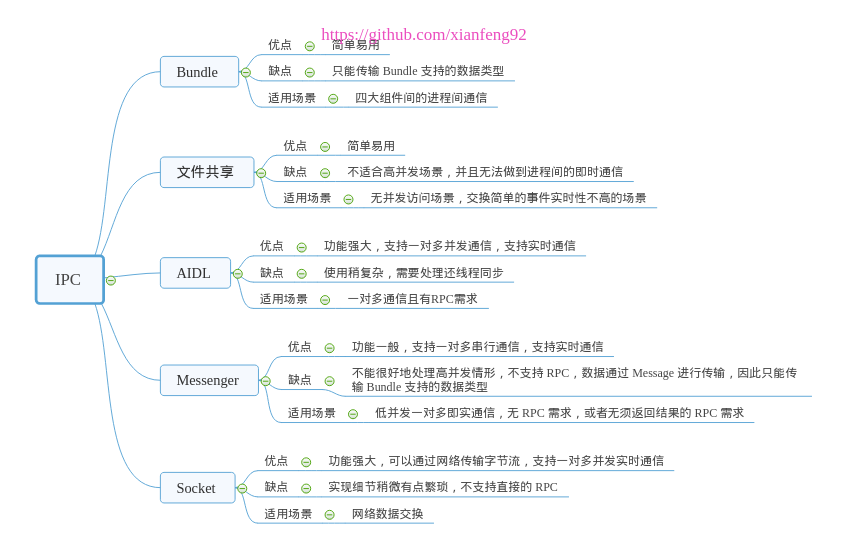 https://github.com/xianfeng92
IPC
Bundle
优点 简单易用
缺点 只能传输 Bundle 支持的数据类型
适用场景 四大组件间的进程间通信
文件共享
优点 简单易用
缺点 不适合高并发场景，并且无法做到进程间的即时通信
适用场景 无并发访问场景，交换简单的事件实时性不高的场景
AIDL
优点 功能强大，支持一对多并发通信，支持实时通信
缺点 使用稍复杂，需要处理还线程同步
适用场景 一对多通信且有RPC需求
Messenger
优点 功能一般，支持一对多串行通信，支持实时通信
缺点 不能很好地处理高并发情形，不支持 RPC，数据通过 Message 进行传输，因此只能传
输 Bundle 支持的数据类型
适用场景 低并发一对多即实通信，无 RPC 需求，或者无须返回结果的 RPC 需求
Socket
优点 功能强大，可以通过网络传输字节流，支持一对多并发实时通信
缺点 实现细节稍微有点繁琐，不支持直接的 RPC
适用场景 网络数据交换